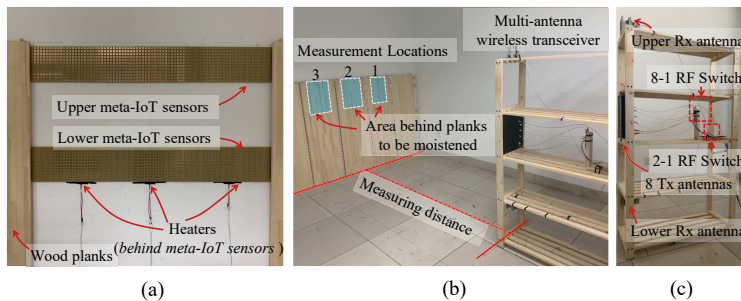 Upper meta-IoT sensors
Lower meta-IoT sensors
Heaters
(behind meta-IoT sensors )
Wood planks
(a)
Multi-antenna
wireless transceiver
Measurement Locations
3 2 1
Area behind planks
to be moistened
Measuring distance
(b)
Upper Rx antenna
8-1 RF Switch
2-1 RF Switch
8 Tx antennas
Lower Rx antenna
(c)